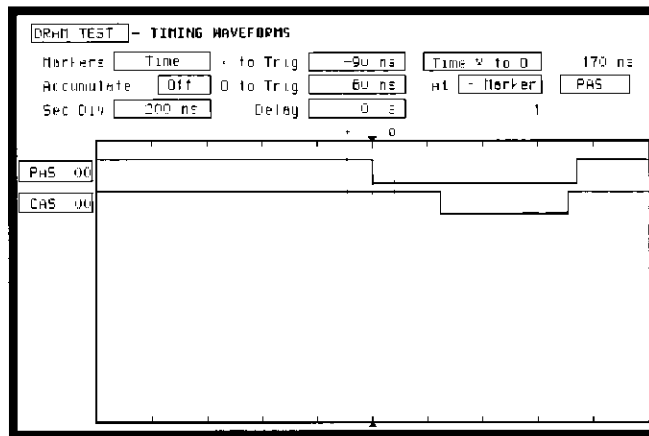 DRAM TEST - TIMING WAVEFORMS
Markers Time X to Trig -90 ns Time X to O 170 ns
Accumulate Off O to Trig 80 ns At X Marker RAS
Sec/Div 200 ns Delay 0 s 1
x O
RAS 00
CAS 00